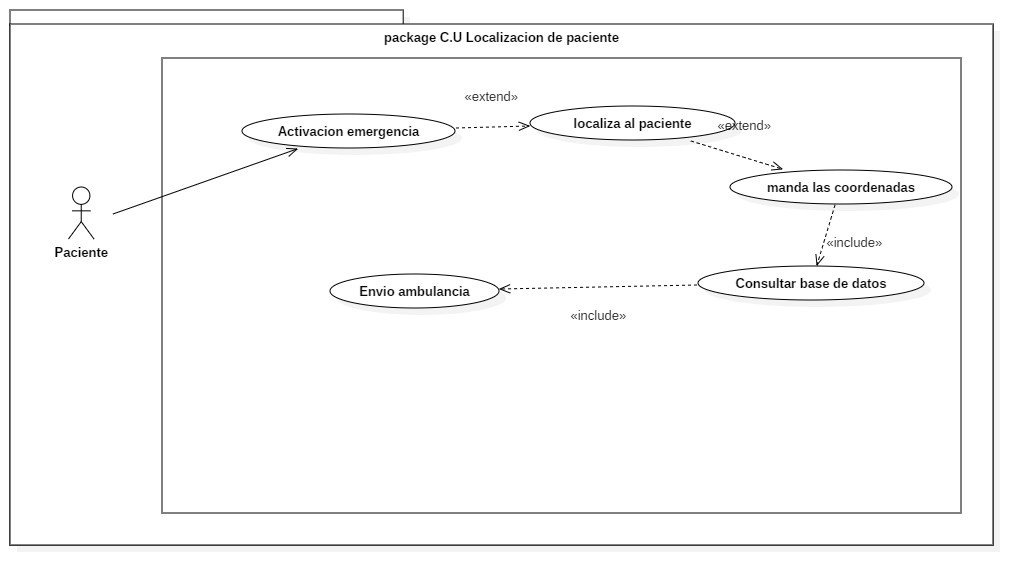 package C.U Localizacion de paciente
«extend»
Activacion emergencia
localiza al paciente
«extend»
manda las coordenadas
Paciente
«include»
Envio ambulancia
Consultar base de datos
«include»